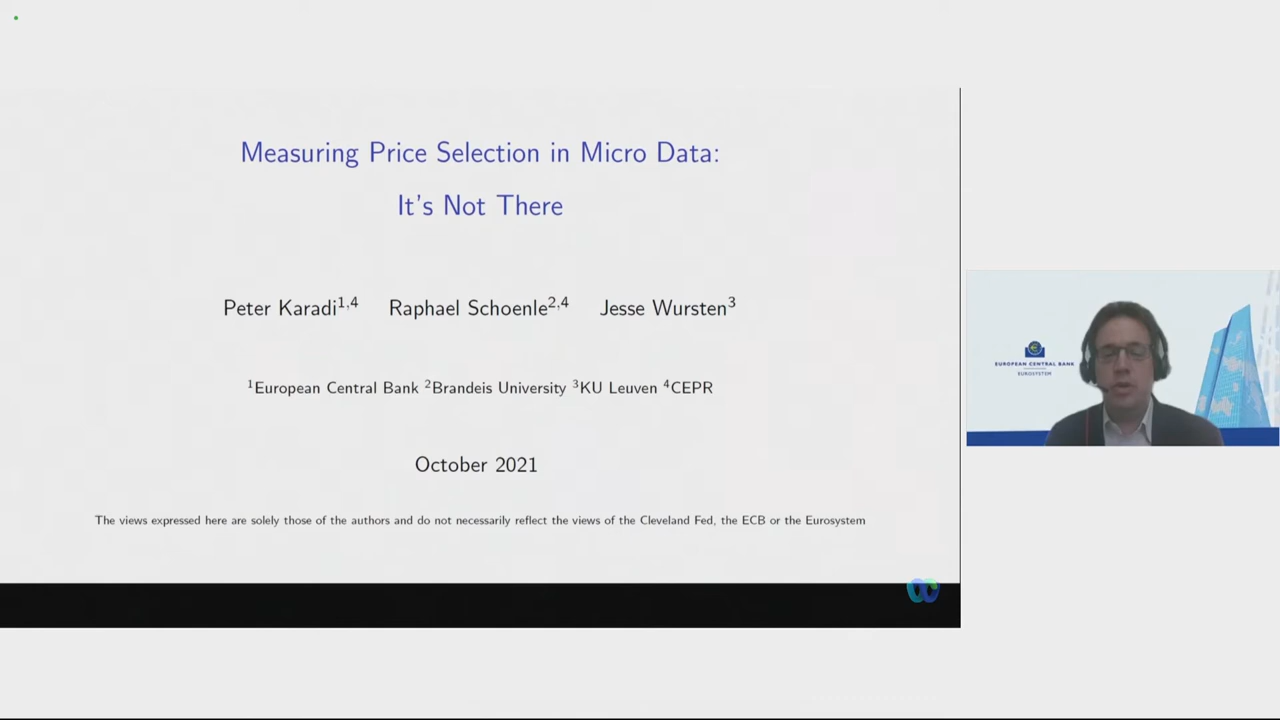 Measuring Price Selection in Micro Data:
It's Not There
Peter Karadi¹,⁴ Raphael Schoenle²,⁴ Jesse Wursten³
¹European Central Bank ²Brandeis University ³KU Leuven ⁴CEPR
October 2021
The views expressed here are solely those of the authors and do not necessarily reflect the views of the Cleveland Fed, the ECB or the Eurosystem
EUROPEAN CENTRAL BANK
EUROSYSTEM